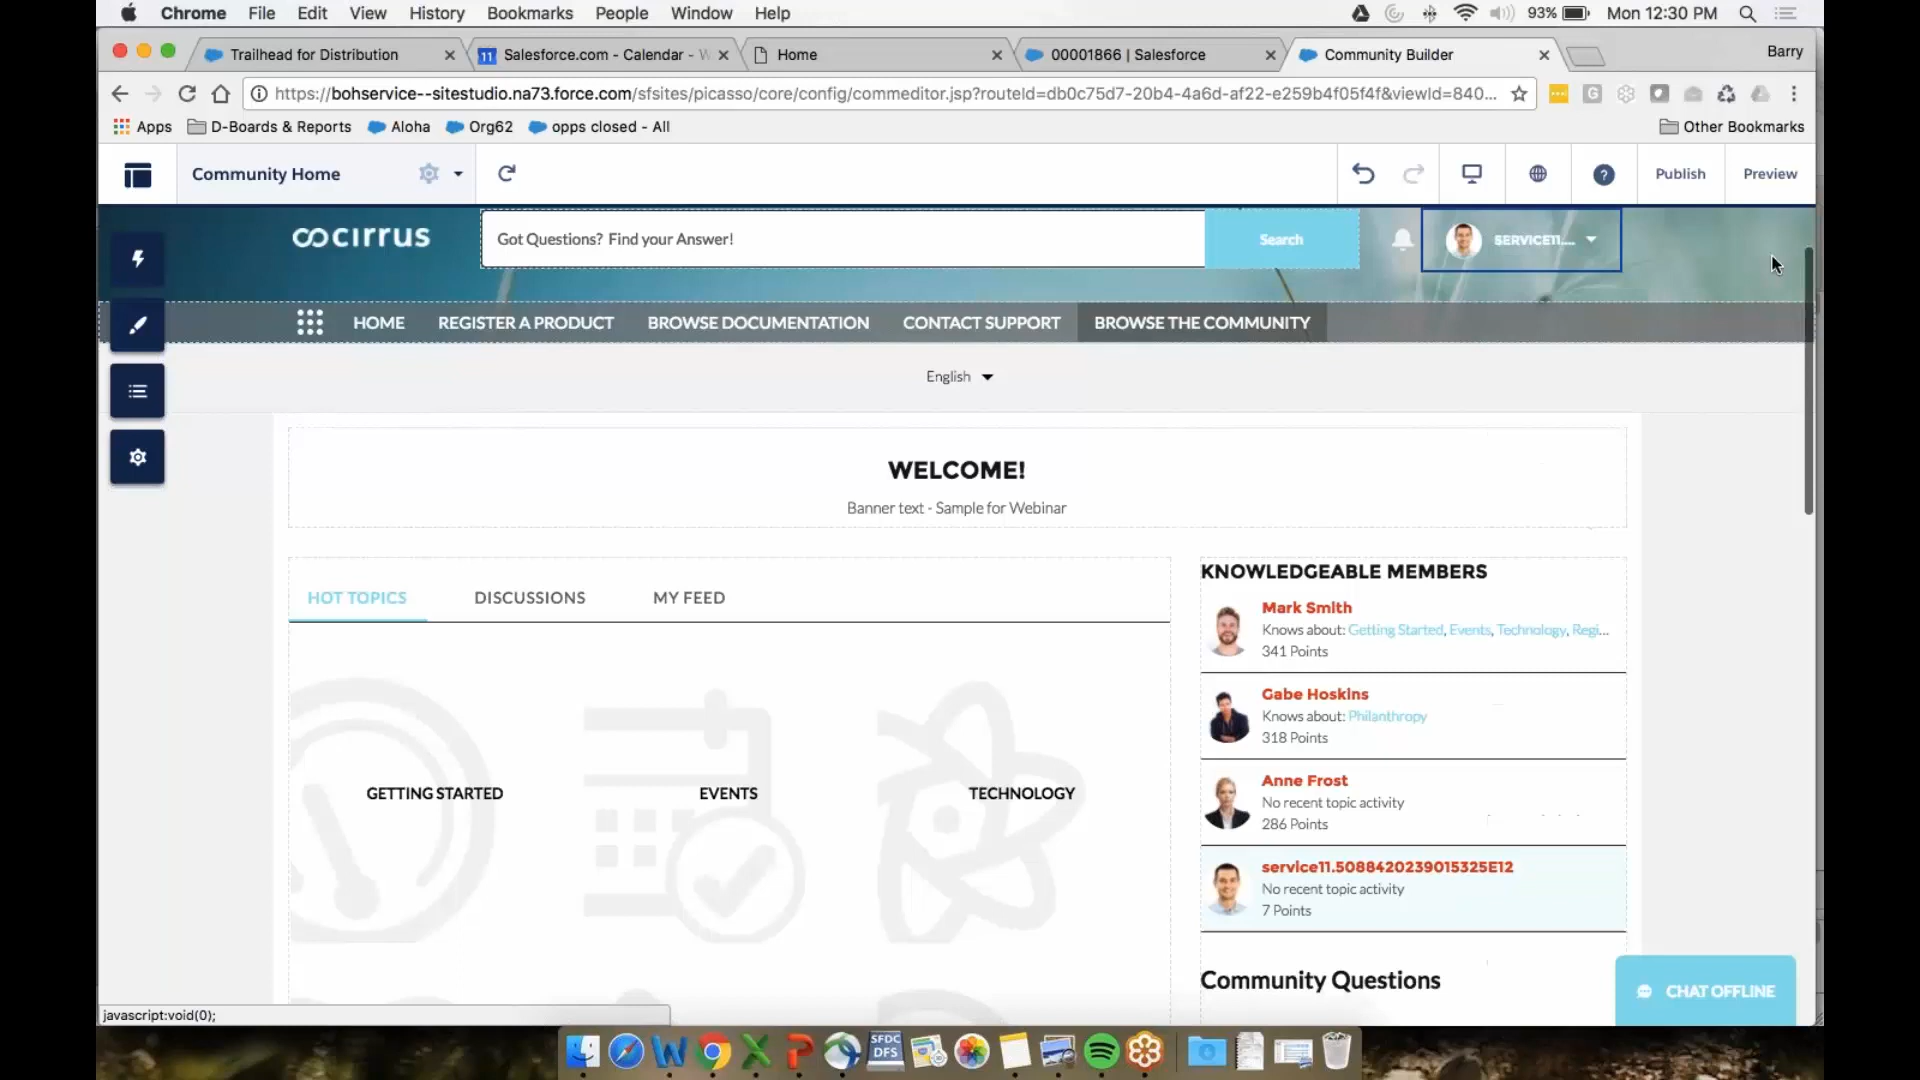 Chrome File Edit View History Bookmarks People Window Help 93% Mon 12:30 PM
Trailhead for Distribution 11 Salesforce.com - Calendar - W Home 00001866 | Salesforce Community Builder Barry
https://bohservice--sitestudio.na73.force.com/sfsites/picasso/core/config/commeditor.jsp?routeId=db0c75d7-20b4-4a6d-af22-e259b4f05f4f&viewId=840...
Apps D-Boards & Reports Aloha Org62 opps closed - All Other Bookmarks
Community Home Publish Preview
cirrus Got Questions? Find your Answer! Search SERVICE11....
HOME REGISTER A PRODUCT BROWSE DOCUMENTATION CONTACT SUPPORT BROWSE THE COMMUNITY
English
WELCOME!
Banner text - Sample for Webinar
HOT TOPICS DISCUSSIONS MY FEED
GETTING STARTED EVENTS TECHNOLOGY
KNOWLEDGEABLE MEMBERS
Mark Smith
Knows about: Getting Started, Events, Technology, Regi...
341 Points
Gabe Hoskins
Knows about: Philanthropy
318 Points
Anne Frost
No recent topic activity
286 Points
service11.5088420239015325E12
No recent topic activity
7 Points
Community Questions
CHAT OFFLINE
javascript:void(0);
SFDC
DFS